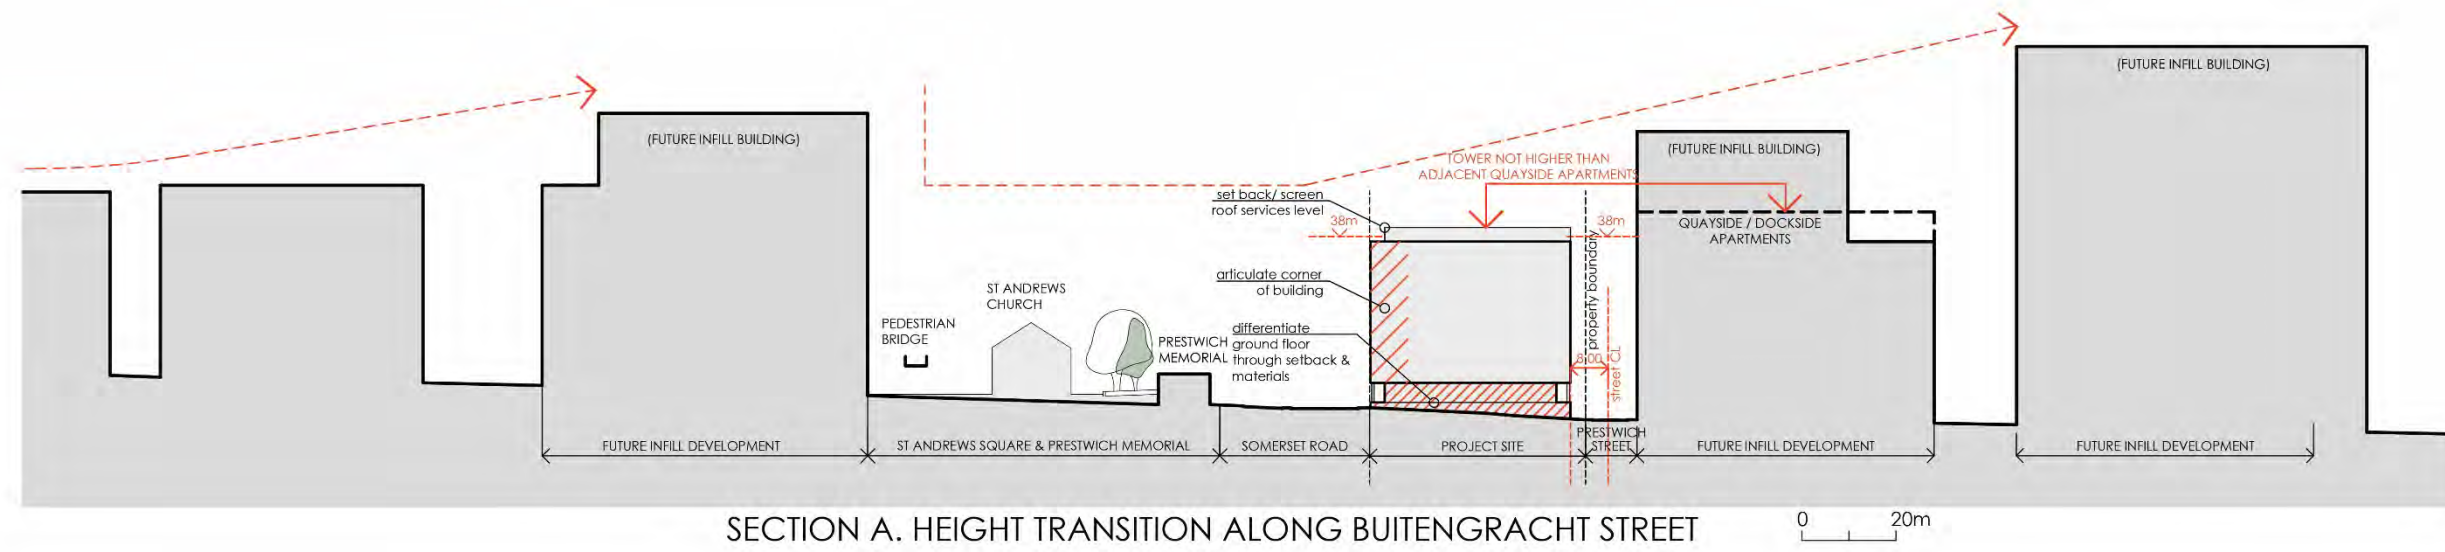 (FUTURE INFILL BUILDING)
(FUTURE INFILL BUILDING)
(FUTURE INFILL BUILDING)
TOWER NOT HIGHER THAN
ADJACENT QUAYSIDE APARTMENTS
set back/ screen
roof services level
38m
38m
QUAYSIDE / DOCKSIDE
APARTMENTS
property boundary
articulate corner
of building
ST ANDREWS
CHURCH
PEDESTRIAN
BRIDGE
PRESTWICH
MEMORIAL
differentiate
ground floor
through setback &
materials
8,00
street CL
FUTURE INFILL DEVELOPMENT
ST ANDREWS SQUARE & PRESTWICH MEMORIAL
SOMERSET ROAD
PROJECT SITE
PRESTWICH
STREET
FUTURE INFILL DEVELOPMENT
FUTURE INFILL DEVELOPMENT
SECTION A. HEIGHT TRANSITION ALONG BUITENGRACHT STREET
0 20m